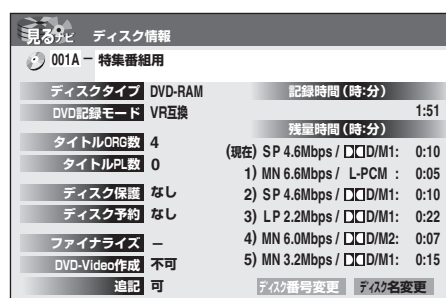 見るナビ ディスク情報
001A － 特集番組用
ディスクタイプ DVD-RAM
DVD記録モード VR互換
タイトルORG数 4
タイトルPL数 0
ディスク保護 なし
ディスク予約 なし
ファイナライズ －
DVD-Video作成 不可
追記 可
記録時間（時:分）
1:51
残量時間（時:分）
(現在) SP 4.6Mbps / D/M1: 0:10
1) MN 6.6Mbps / L-PCM : 0:05
2) SP 4.6Mbps / D/M1: 0:10
3) LP 2.2Mbps / D/M1: 0:22
4) MN 6.0Mbps / D/M2: 0:07
5) MN 3.2Mbps / D/M1: 0:15
ディスク番号変更 ディスク名変更